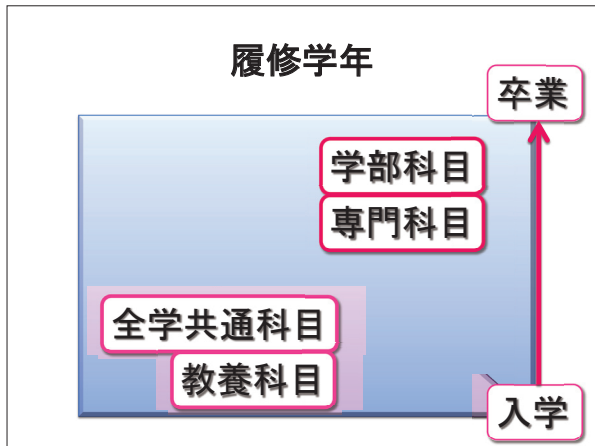 履修学年
卒業
学部科目
専門科目
全学共通科目
教養科目
入学